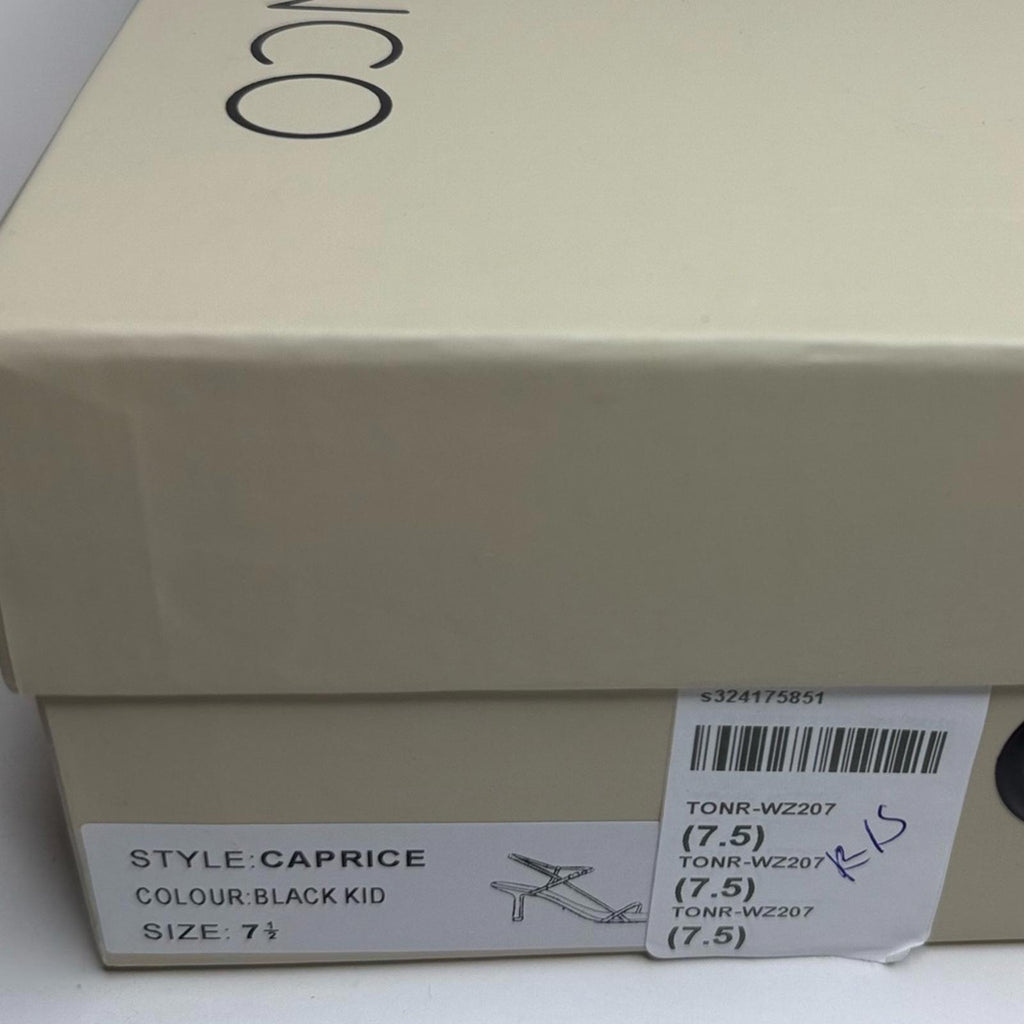 NCO
STYLE:CAPRICE
COLOUR:BLACK KID
SIZE: 7½
s324175851
TONR-WZ207
(7.5)
TONR-WZ207
(7.5)
TONR-WZ207
(7.5)